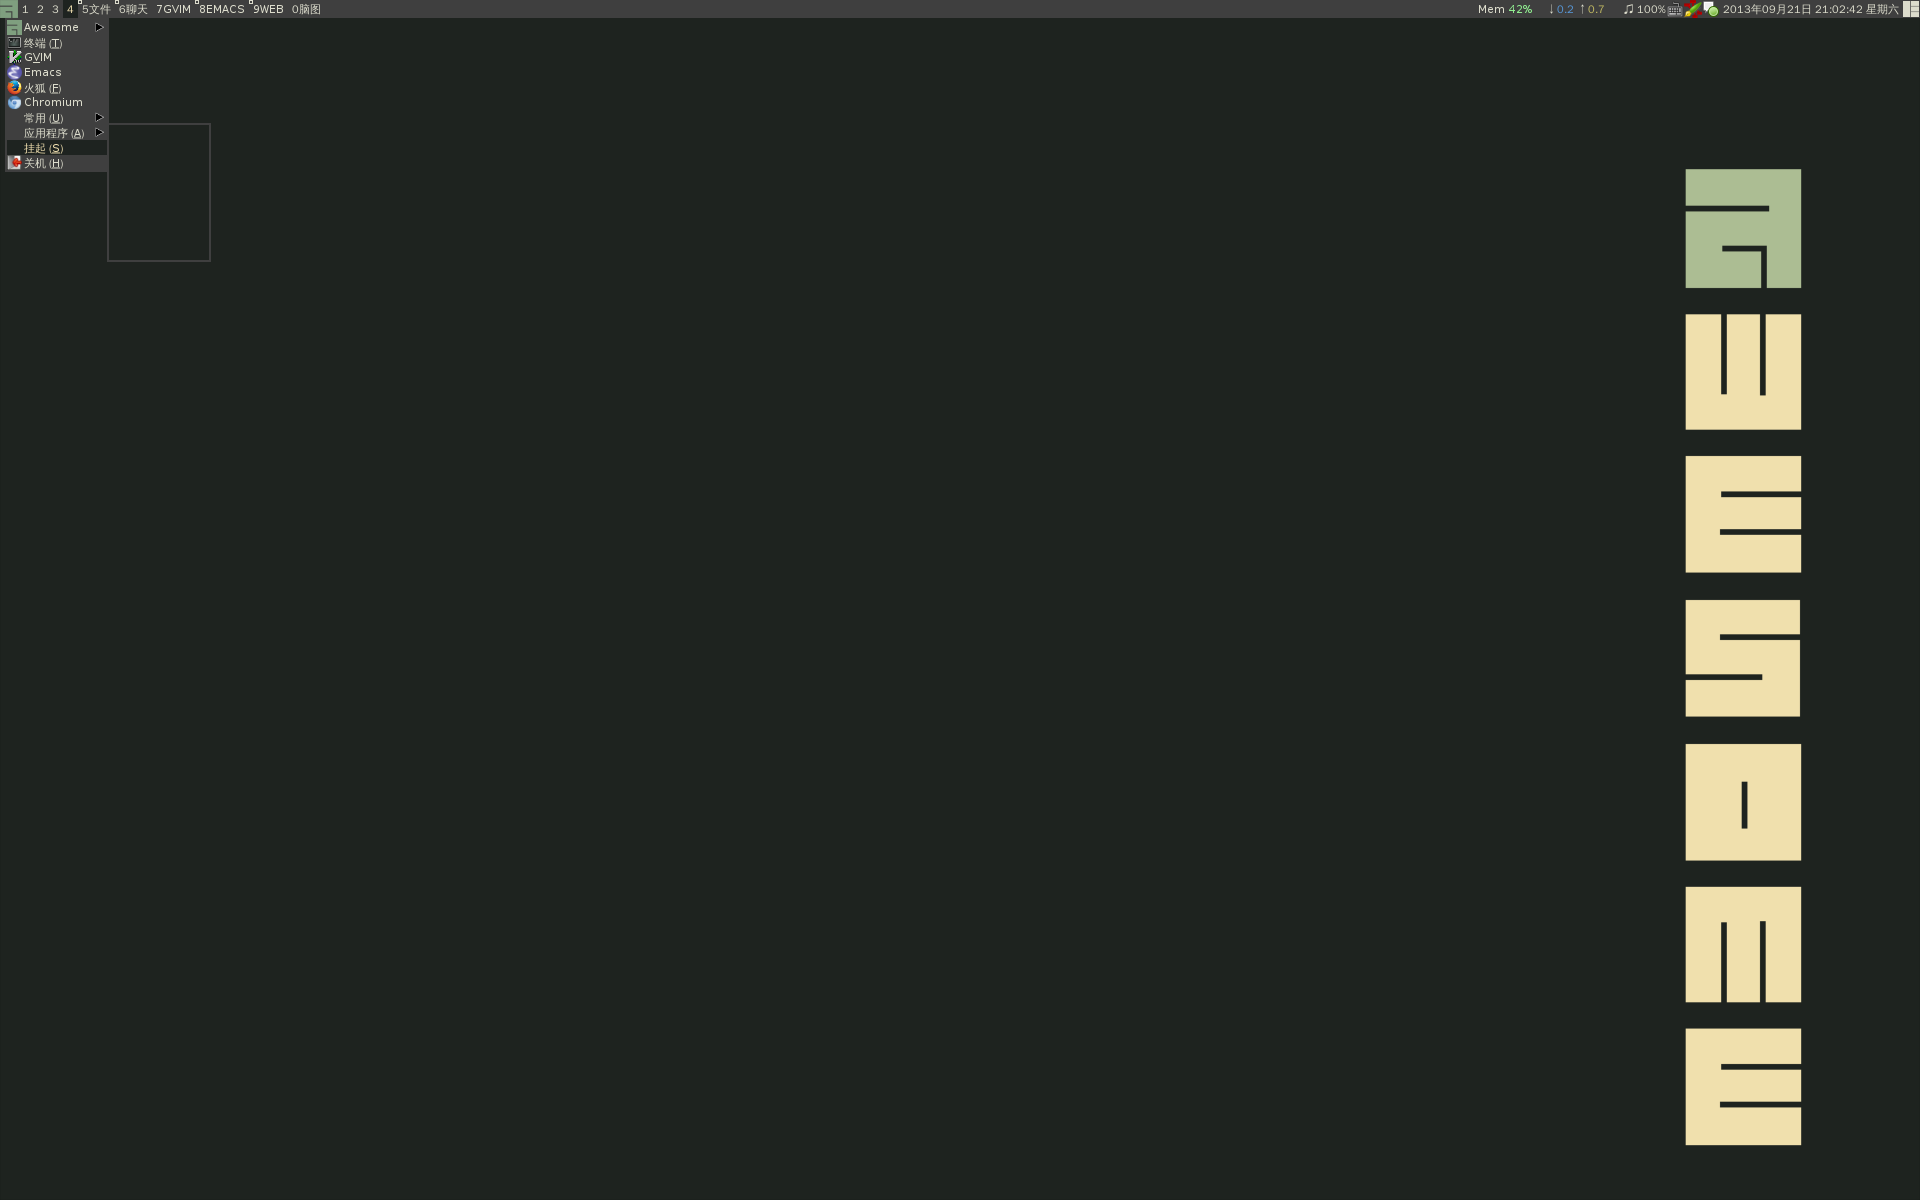 1 2 3 4 5文件 6聊天 7GVIM 8EMACS 9WEB 0脑图 Mem 42% ↓0.2 ↑0.7 ♫100% 2013年09月21日 21:02:42 星期六
Awesome
终端 (T)
GVIM
Emacs
火狐 (F)
Chromium
常用 (U)
应用程序 (A)
挂起 (S)
关机 (H)
a
W
E
S
O
M
E